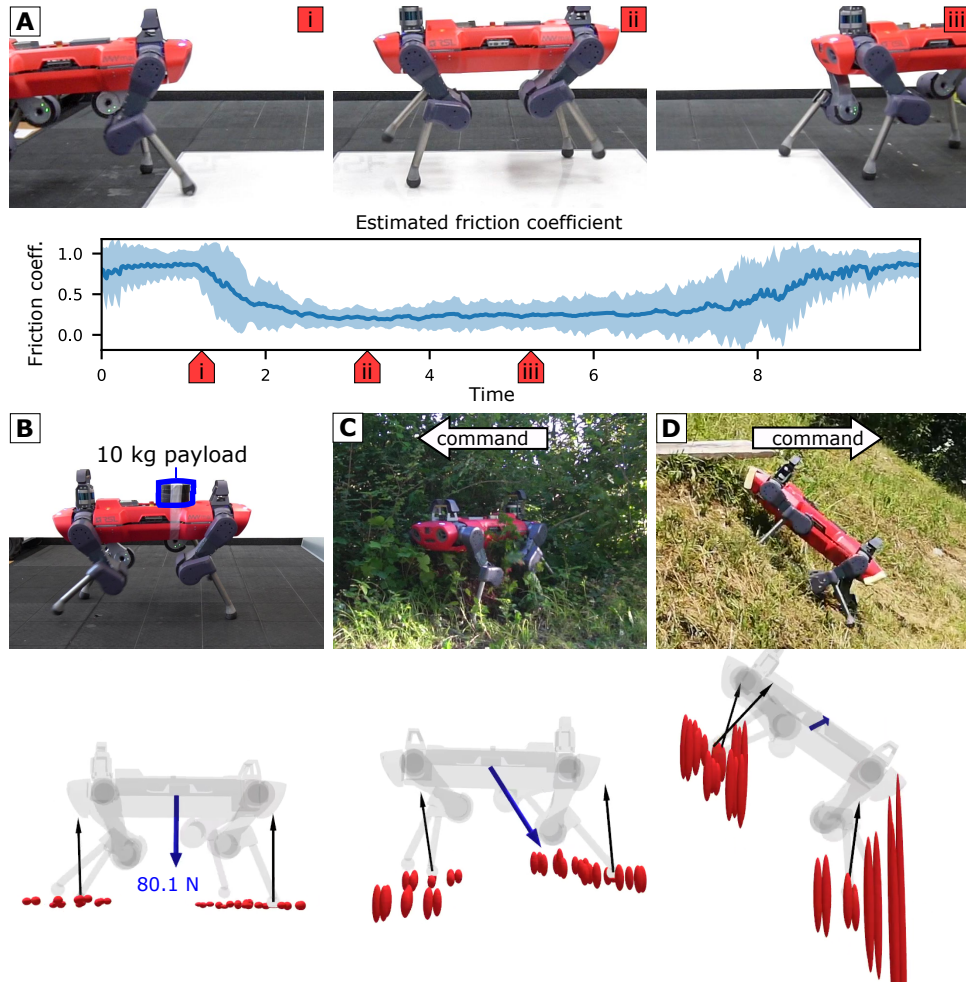 A
i
ii
iii
Estimated friction coefficient
Friction coeff.
1.0
0.5
0.0
i
ii
iii
0
2
4
6
8
Time
B
10 kg payload
C
command
D
command
80.1 N